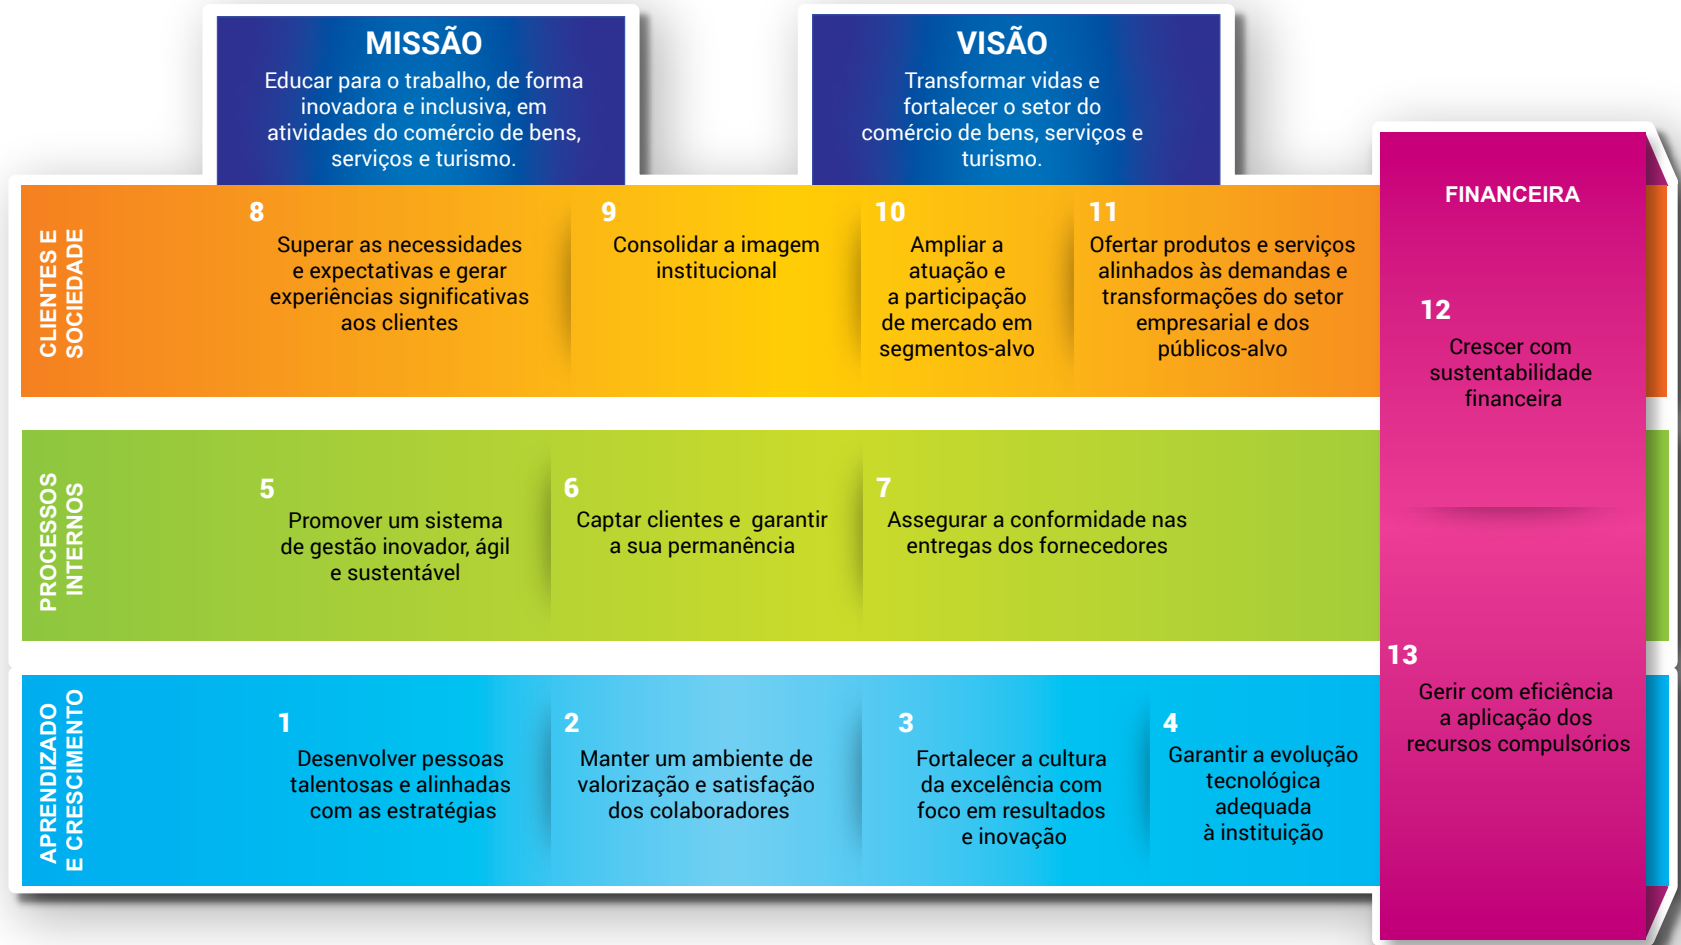 MISSÃO
Educar para o trabalho, de forma
inovadora e inclusiva, em
atividades do comércio de bens,
serviços e turismo.
VISÃO
Transformar vidas e
fortalecer o setor do
comércio de bens, serviços e
turismo.
CLIENTES E
SOCIEDADE
8
Superar as necessidades
e expectativas e gerar
experiências significativas
aos clientes
9
Consolidar a imagem
institucional
10
Ampliar a
atuação e
a participação
de mercado em
segmentos-alvo
11
Ofertar produtos e serviços
alinhados às demandas e
transformações do setor
empresarial e dos
públicos-alvo
PROCESSOS
INTERNOS
5
Promover um sistema
de gestão inovador, ágil
e sustentável
6
Captar clientes e garantir
a sua permanência
7
Assegurar a conformidade nas
entregas dos fornecedores
APRENDIZADO
E CRESCIMENTO
1
Desenvolver pessoas
talentosas e alinhadas
com as estratégias
2
Manter um ambiente de
valorização e satisfação
dos colaboradores
3
Fortalecer a cultura
da excelência com
foco em resultados
e inovação
4
Garantir a evolução
tecnológica
adequada
à instituição
FINANCEIRA
12
Crescer com
sustentabilidade
financeira
13
Gerir com eficiência
a aplicação dos
recursos compulsórios